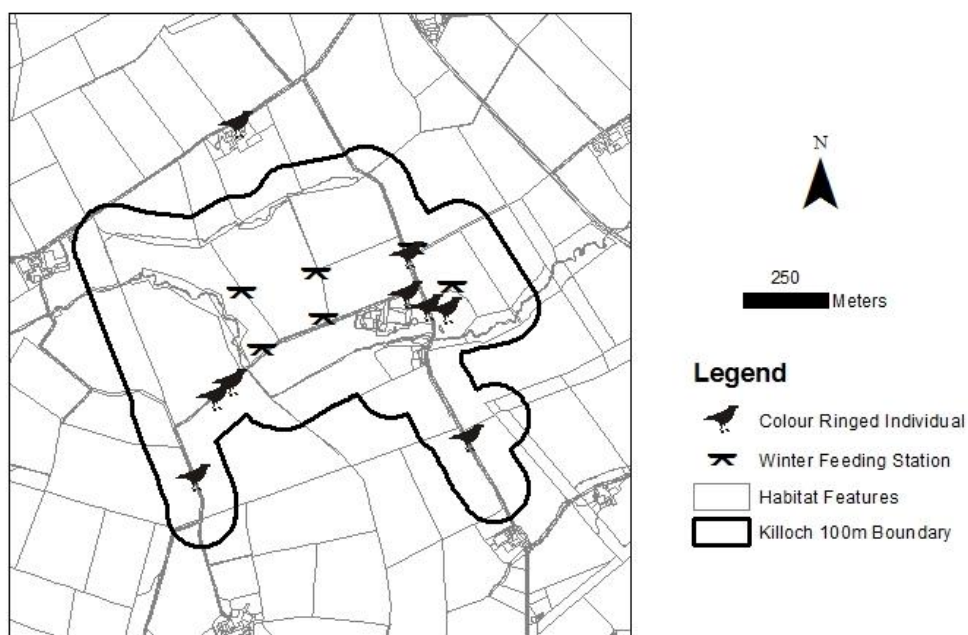 N
250
Meters
Legend
Colour Ringed Individual
Winter Feeding Station
Habitat Features
Killoch 100m Boundary